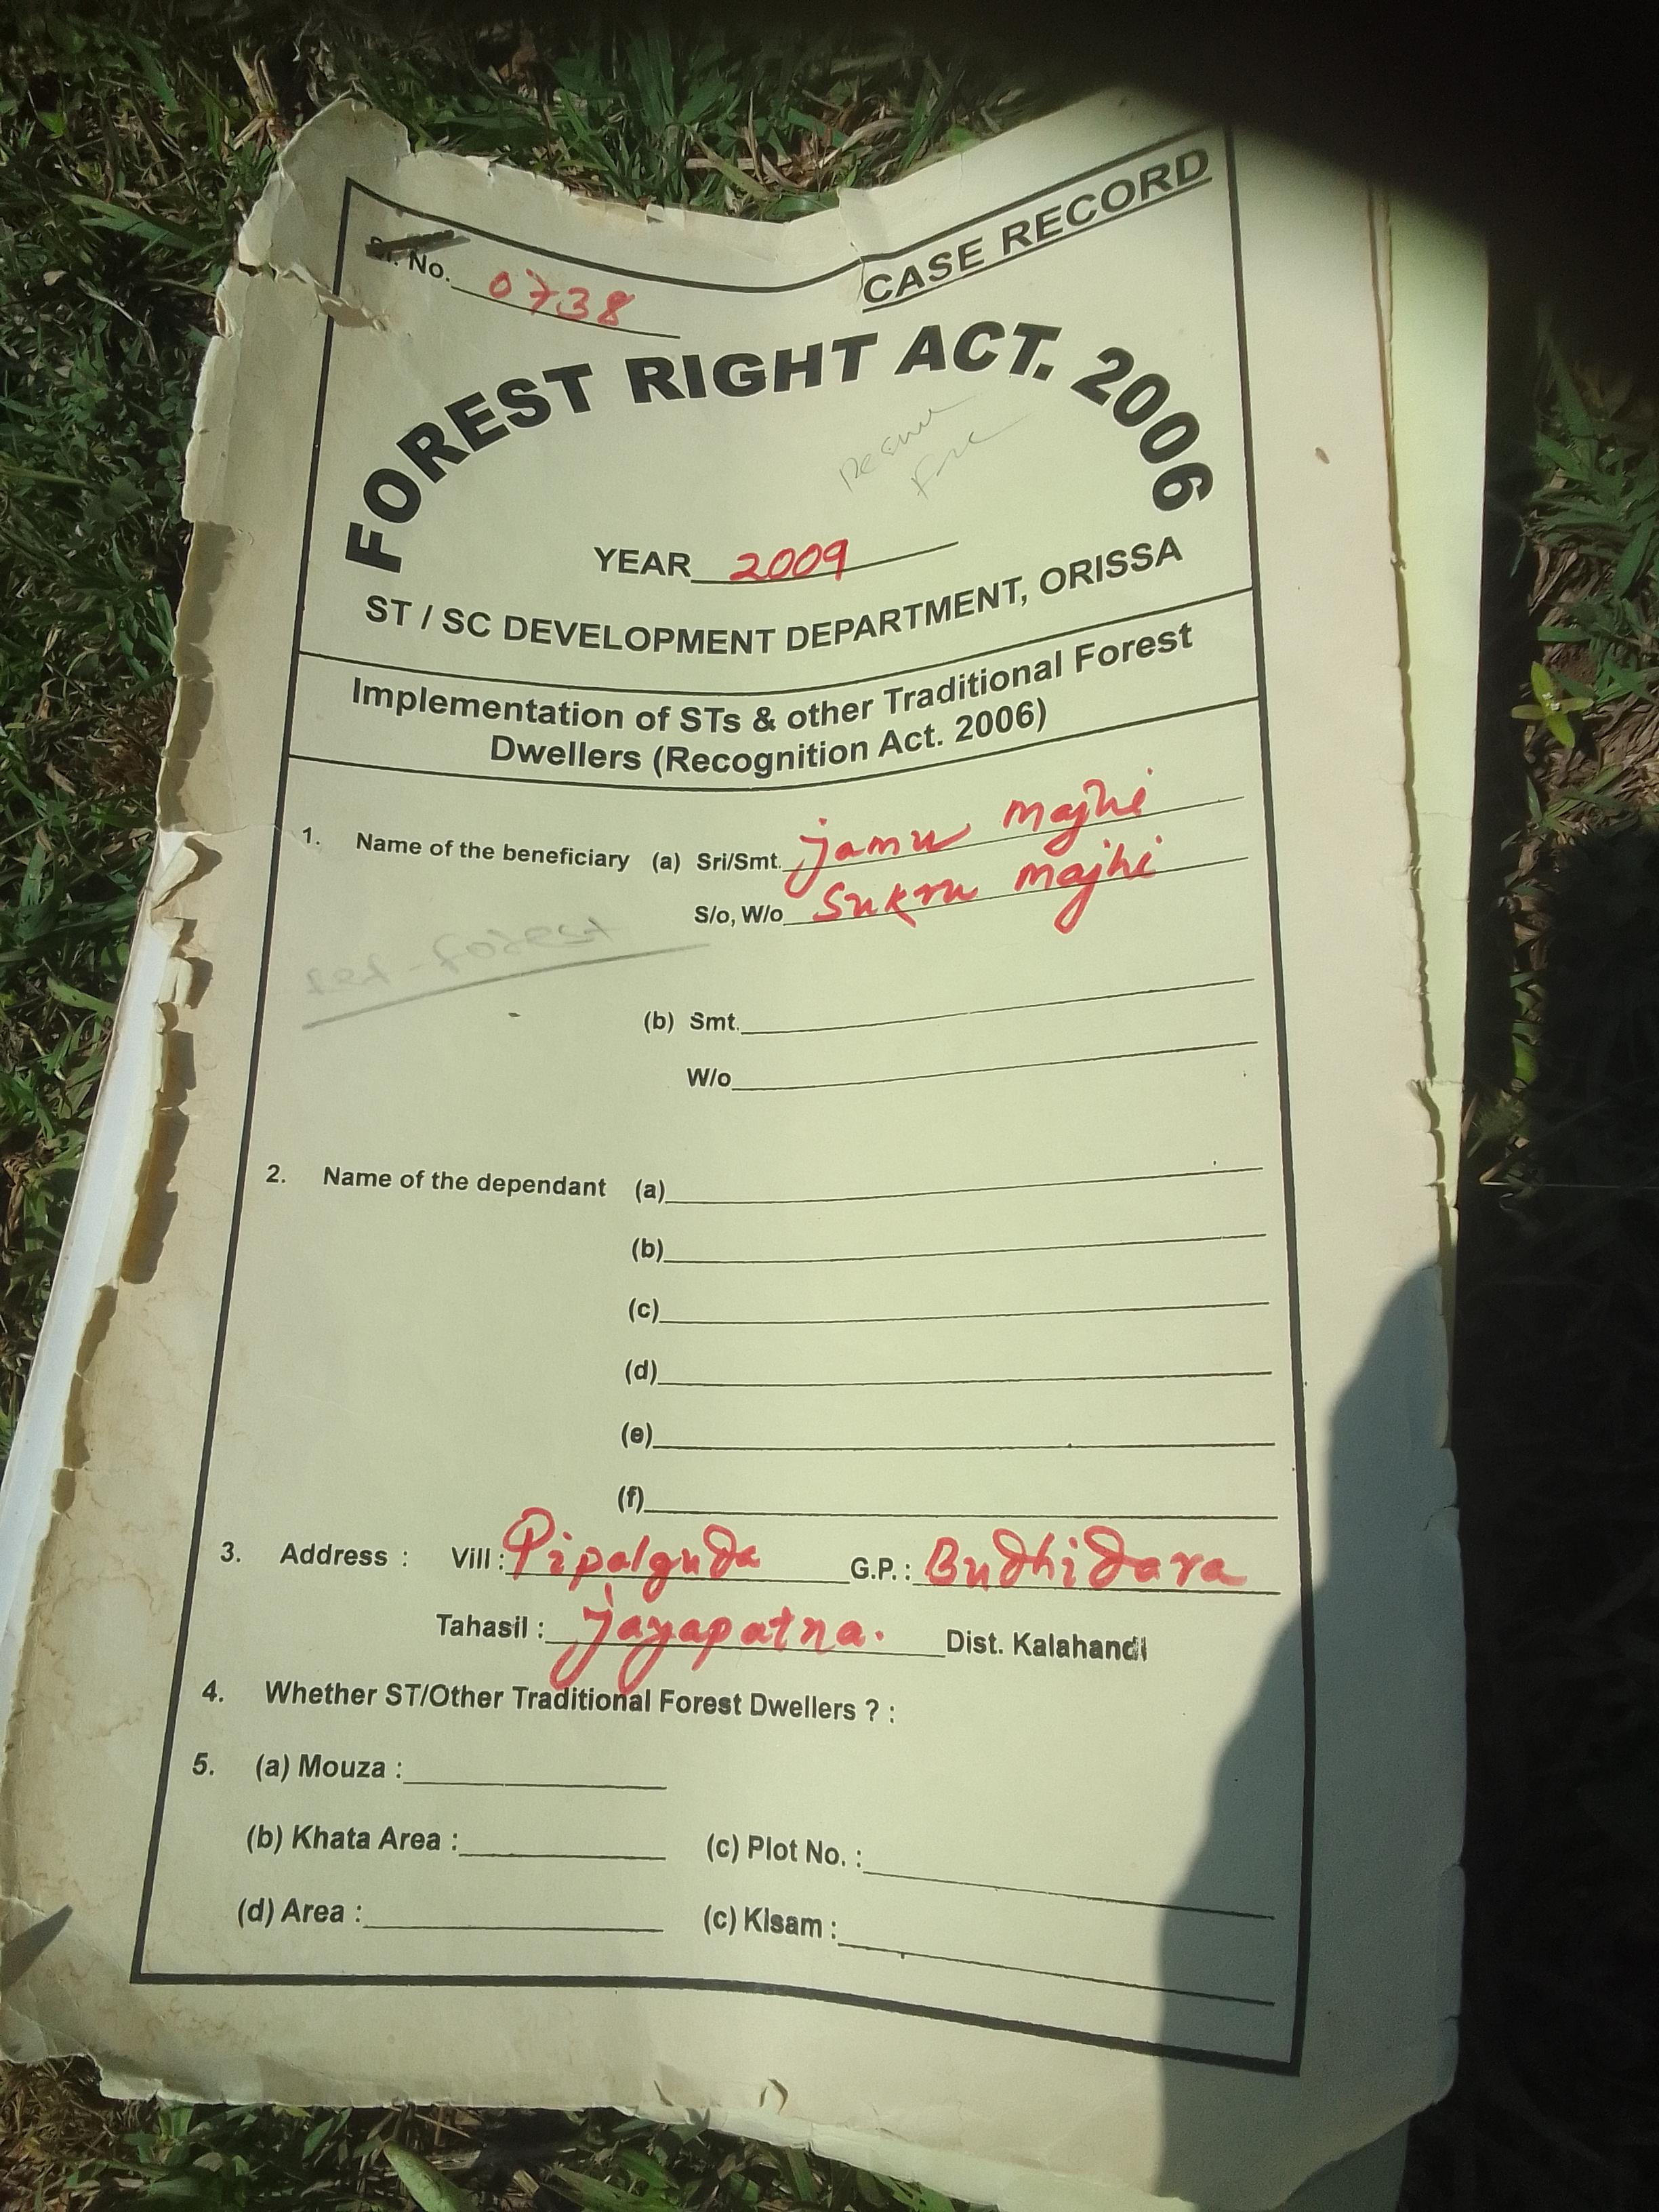 CASE RECORD
No. 0738
FOREST RIGHT ACT. 2006
YEAR 2009
ST / SC DEVELOPMENT DEPARTMENT, ORISSA
Implementation of STs & other Traditional Forest
Dwellers (Recognition Act. 2006)
1. Name of the beneficiary (a) Sri/Smt. jamu majhi
S/o, W/o Sukru majhi
forest
(b) Smt.
W/o
2. Name of the dependant (a)
(b)
(c)
(d)
(e)
(f)
3. Address : Vill : Pipalguda G.P. : Budhidara
Tahasil : jayapatna. Dist. Kalahandi
4. Whether ST/Other Traditional Forest Dwellers ? :
5. (a) Mouza :
(b) Khata Area : (c) Plot No. :
(d) Area : (c) Kisam :